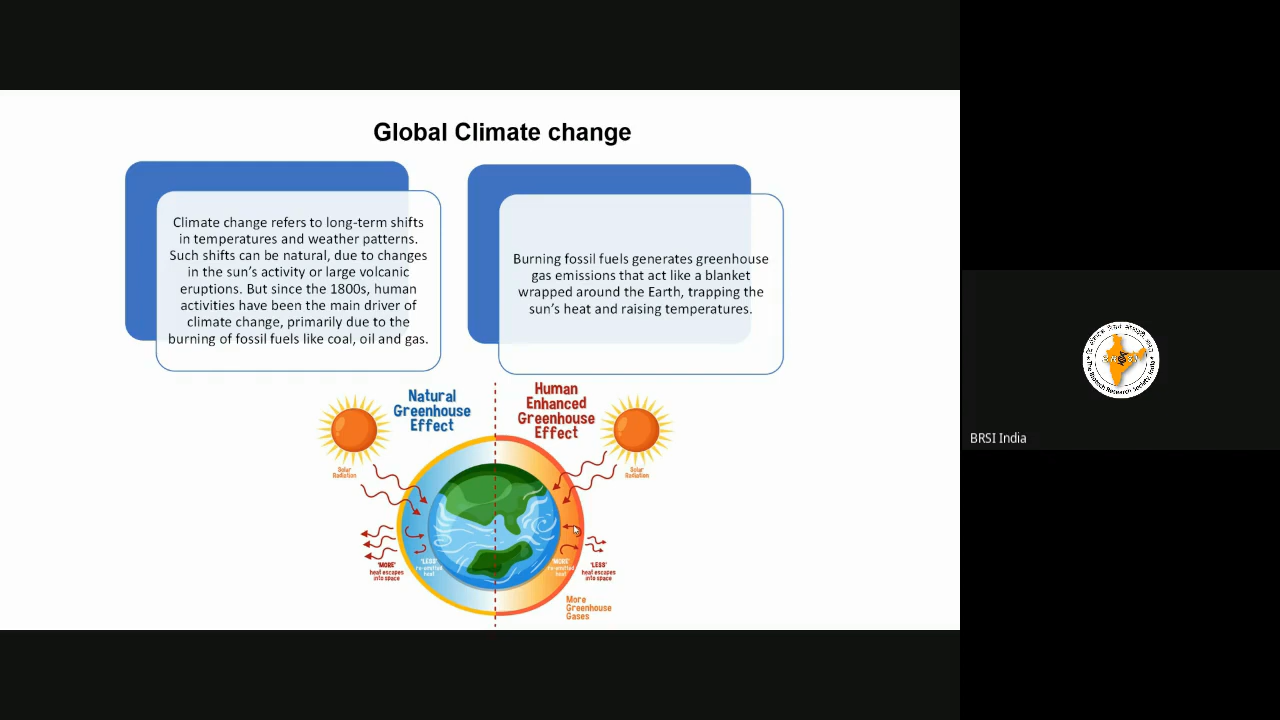 Global Climate change
Climate change refers to long-term shifts
in temperatures and weather patterns.
Such shifts can be natural, due to changes
in the sun's activity or large volcanic
eruptions. But since the 1800s, human
activities have been the main driver of
climate change, primarily due to the
burning of fossil fuels like coal, oil and gas.
Burning fossil fuels generates greenhouse
gas emissions that act like a blanket
wrapped around the Earth, trapping the
sun's heat and raising temperatures.
Natural
Greenhouse
Effect
Human
Enhanced
Greenhouse
Effect
Solar
Radiation
Solar
Radiation
"MORE"
heat escapes
into space
"LESS"
re-emitted
heat
"MORE"
re-emitted
heat
"LESS"
heat escapes
into space
More
Greenhouse
Gases
BRSI India